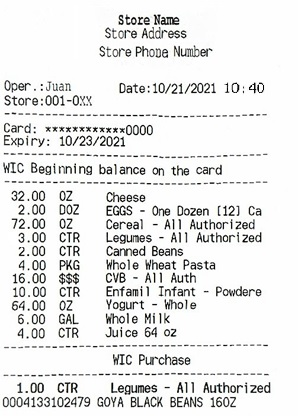 Store Name
Store Address
Store Phone Number
Oper.:Juan Date:10/21/2021 10:40
Store:001-0XX
Card: ************0000
Expiry: 10/23/2021
WIC Beginning balance on the card
32.00 OZ Cheese
2.00 DOZ EGGS - One Dozen [12] Ca
72.00 OZ Cereal - All Authorized
3.00 CTR Legumes - All Authorized
2.00 CTR Canned Beans
4.00 PKG Whole Wheat Pasta
16.00 $$$ CVB - All Auth
10.00 CTR Enfamil Infant - Powdere
64.00 OZ Yogurt - Whole
6.00 GAL Whole Milk
4.00 CTR Juice 64 oz
WIC Purchase
1.00 CTR Legumes - All Authorized
0004133102479 GOYA BLACK BEANS 16OZ